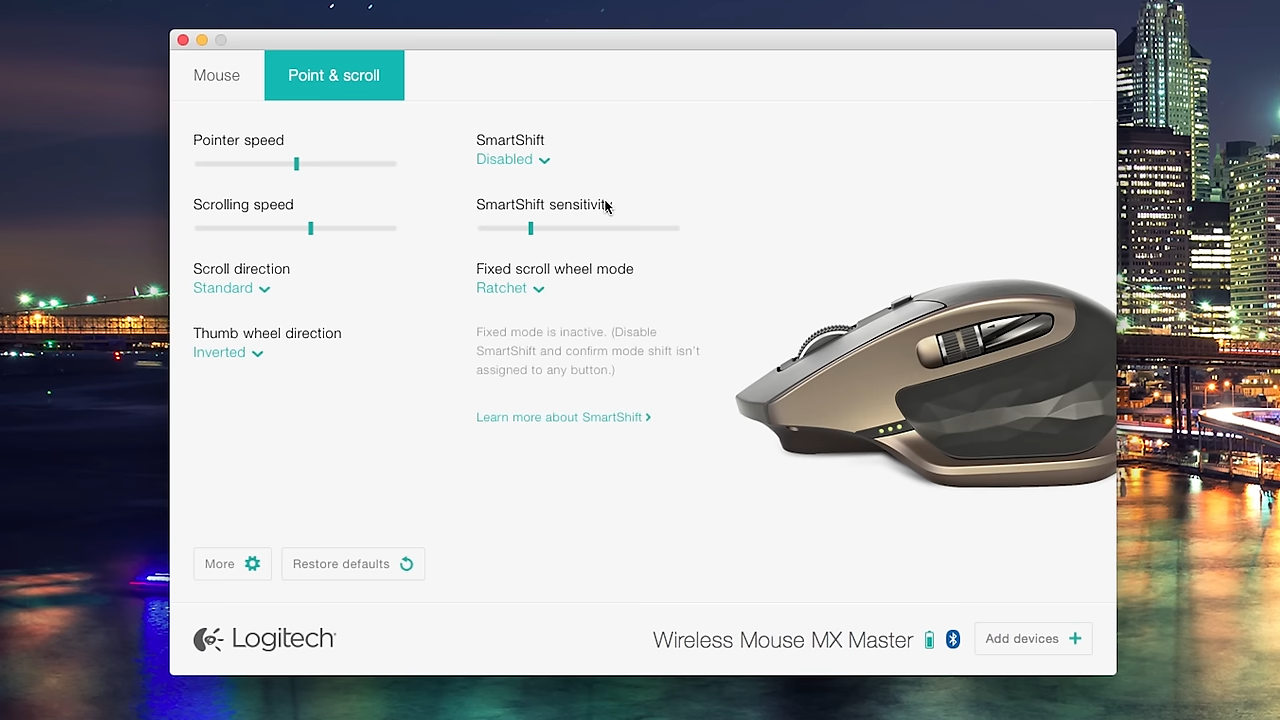 Mouse
Point & scroll
Pointer speed
Scrolling speed
Scroll direction
Standard
Thumb wheel direction
Inverted
SmartShift
Disabled
SmartShift sensitivity
Fixed scroll wheel mode
Ratchet
Fixed mode is inactive. (Disable
SmartShift and confirm mode shift isn't
assigned to any button.)
Learn more about SmartShift
More
Restore defaults
Logitech
Wireless Mouse MX Master
Add devices